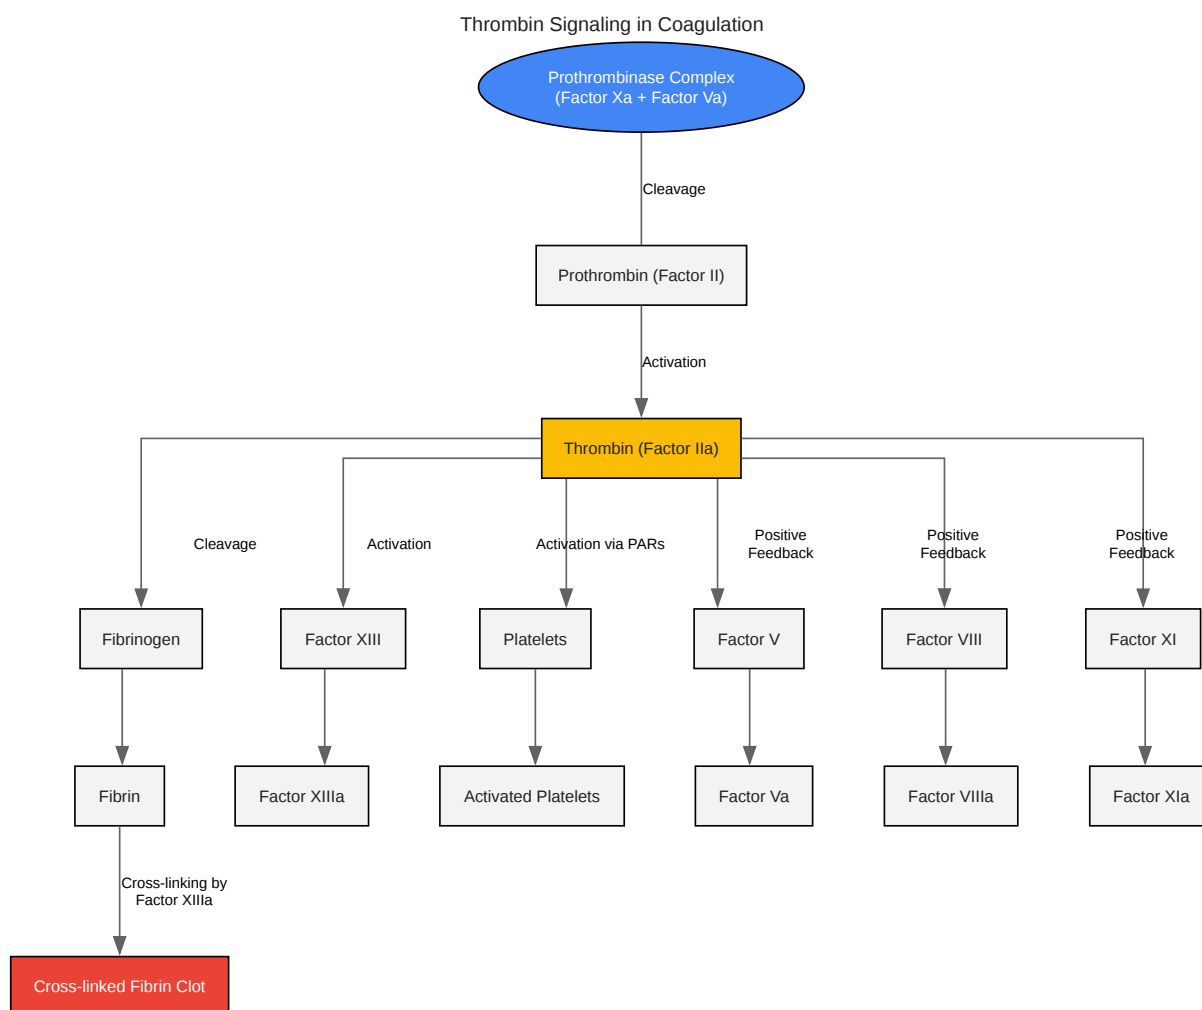 Thrombin Signaling in Coagulation
Prothrombinase Complex
(Factor Xa + Factor Va)
Cleavage
Prothrombin (Factor II)
Activation
Thrombin (Factor IIa)
Cleavage
Activation
Activation via PARs
Positive
Feedback
Positive
Feedback
Positive
Feedback
Fibrinogen
Factor XIII
Platelets
Factor V
Factor VIII
Factor XI
Fibrin
Factor XIIIa
Activated Platelets
Factor Va
Factor VIIIa
Factor XIa
Cross-linking by
Factor XIIIa
Cross-linked Fibrin Clot